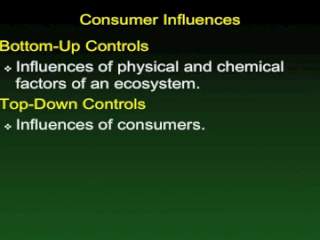 Consumer Influences
Bottom-Up Controls
❖ Influences of physical and chemical
factors of an ecosystem.
Top-Down Controls
❖ Influences of consumers.